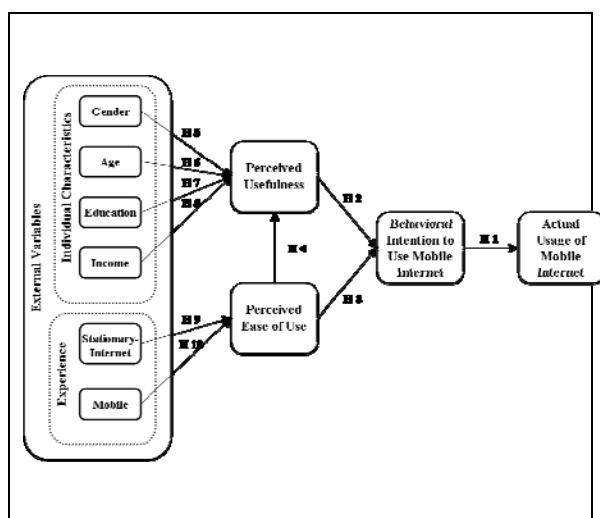 External Variables
Individual Characteristics
Gender
Age
Education
Income
Experience
Stationary-
Internet
Mobile
H5
H6
H7
H8
H9
H10
Perceived
Usefulness
H4
Perceived
Ease of Use
H2
H3
Behavioral
Intention to
Use Mobile
Internet
H1
Actual
Usage of
Mobile
Internet